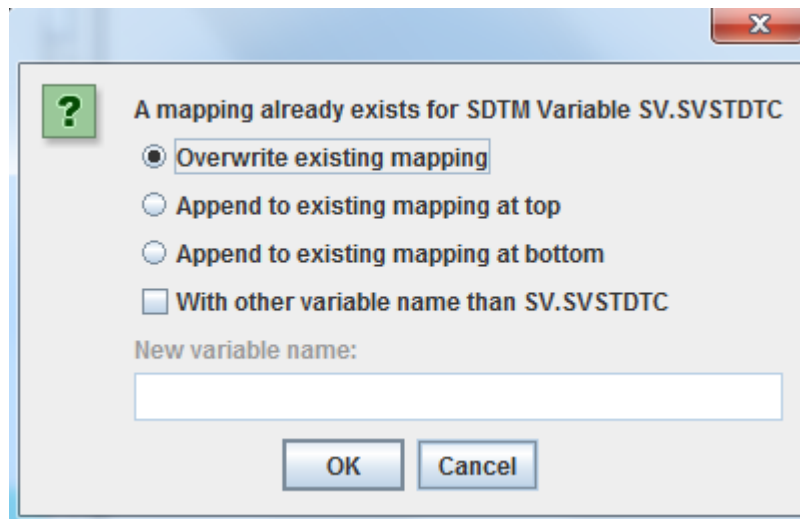 A mapping already exists for SDTM Variable SV.SVSTDTC
Overwrite existing mapping
Append to existing mapping at top
Append to existing mapping at bottom
With other variable name than SV.SVSTDTC
New variable name:
OK Cancel